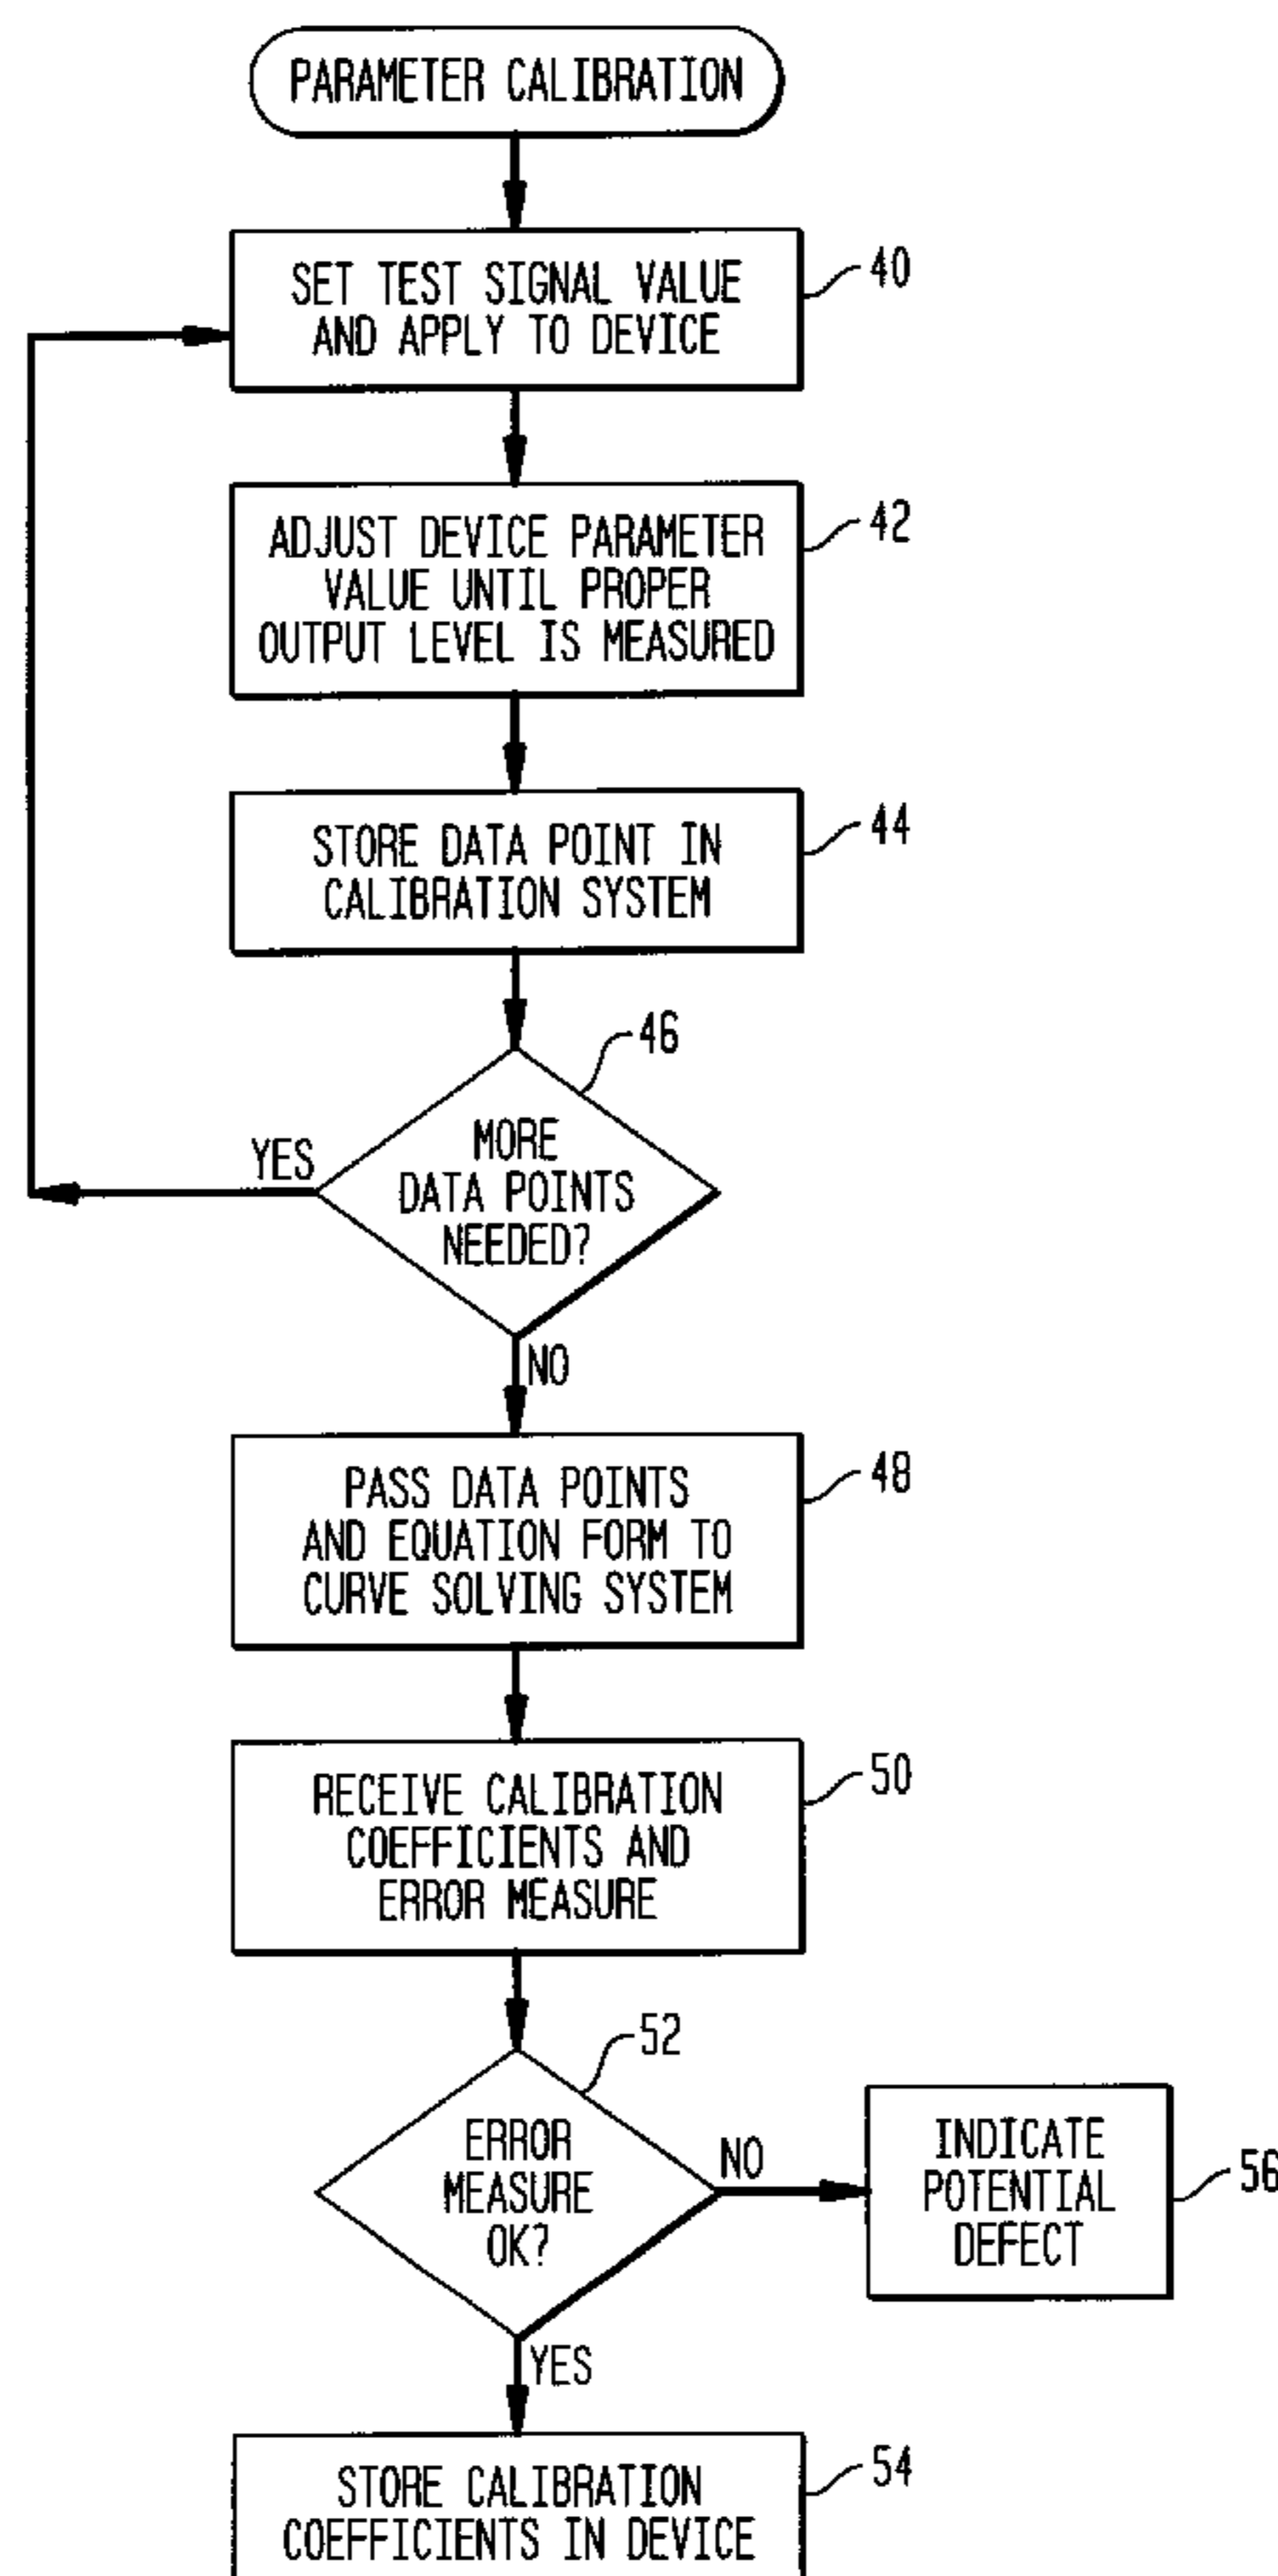 PARAMETER CALIBRATION
SET TEST SIGNAL VALUE
AND APPLY TO DEVICE
40
ADJUST DEVICE PARAMETER
VALUE UNTIL PROPER
OUTPUT LEVEL IS MEASURED
42
STORE DATA POINT IN
CALIBRATION SYSTEM
44
46
MORE
DATA POINTS
NEEDED?
YES
NO
PASS DATA POINTS
AND EQUATION FORM TO
CURVE SOLVING SYSTEM
48
RECEIVE CALIBRATION
COEFFICIENTS AND
ERROR MEASURE
50
52
ERROR
MEASURE
OK?
NO
INDICATE
POTENTIAL
DEFECT
56
YES
STORE CALIBRATION
COEFFICIENTS IN DEVICE
54